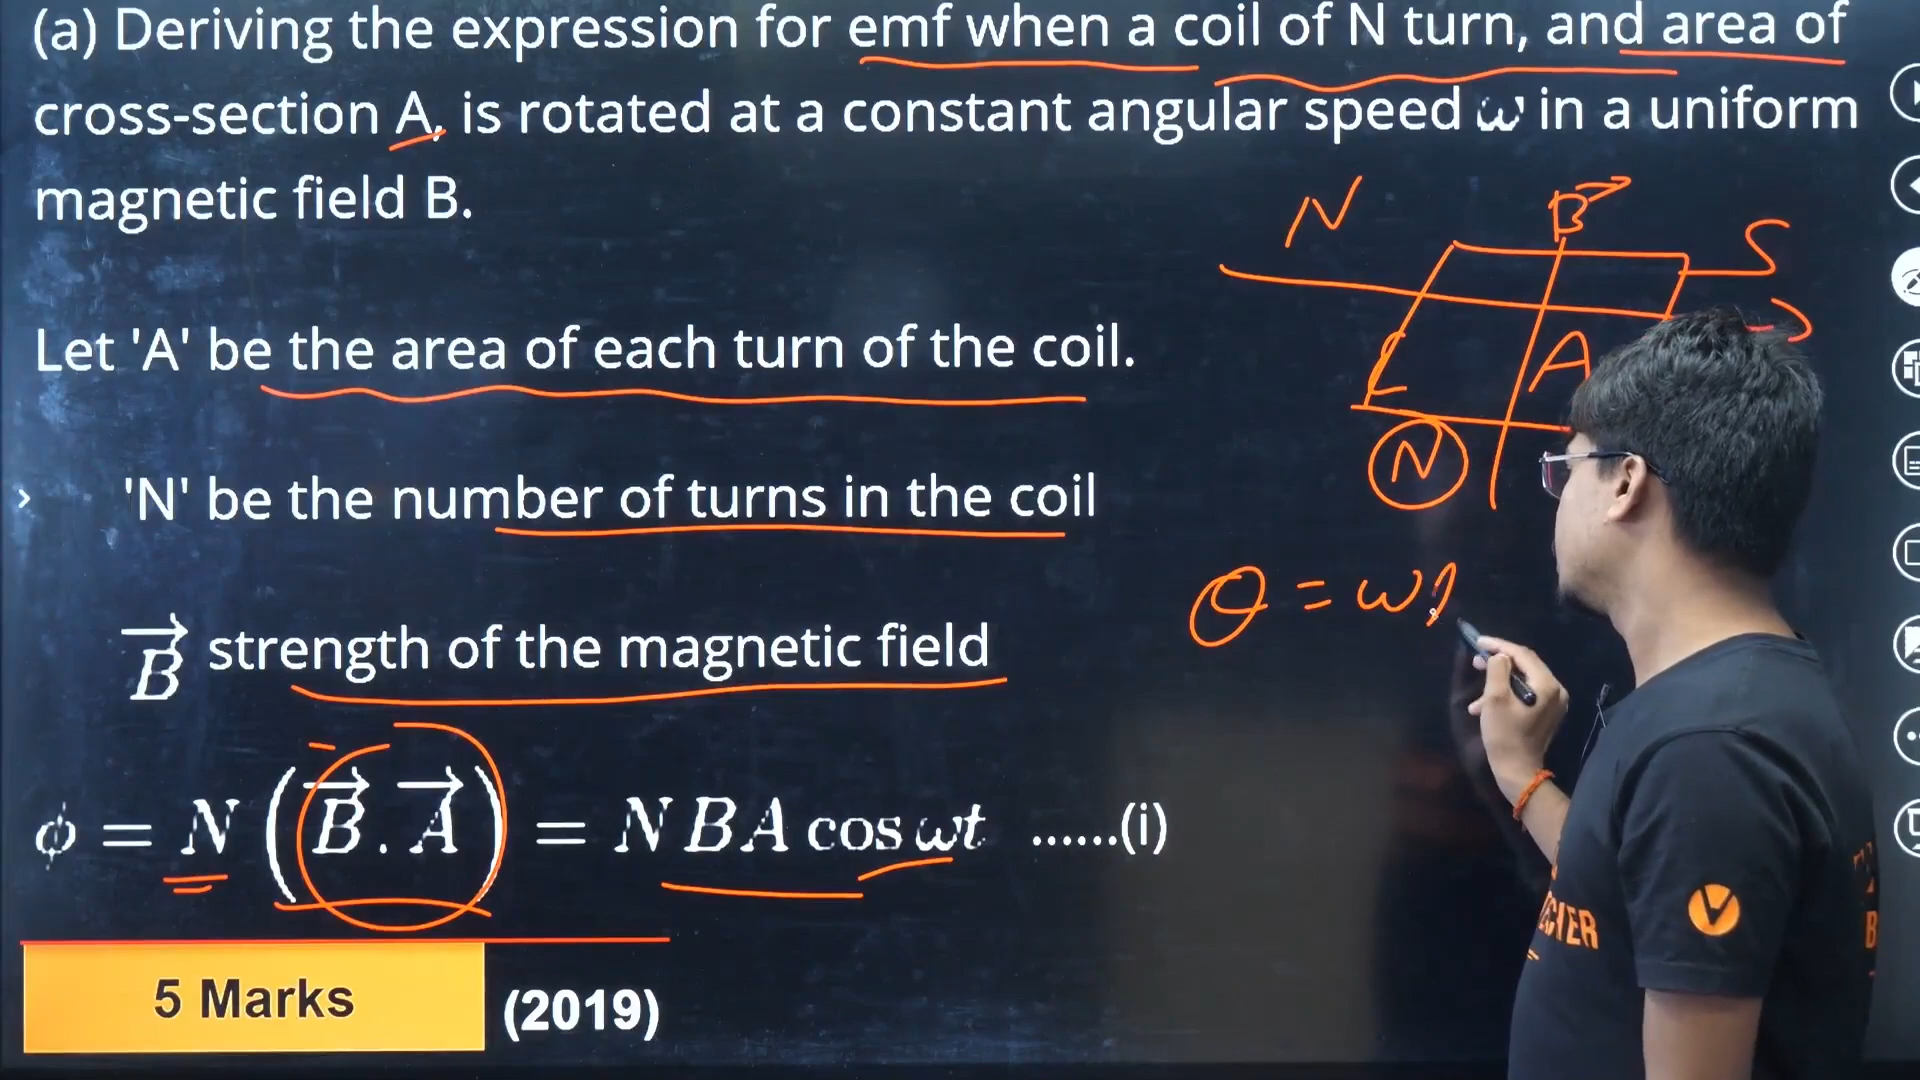 (a) Deriving the expression for emf when a coil of N turn, and area of
cross-section A, is rotated at a constant angular speed ω in a uniform
magnetic field B.
N
B→
S
Let 'A' be the area of each turn of the coil.
A
'N' be the number of turns in the coil
N
θ = ω
B→ strength of the magnetic field
ϕ = N (B→ . A→) = N B A cos ωt ......(i)
5 Marks (2019)